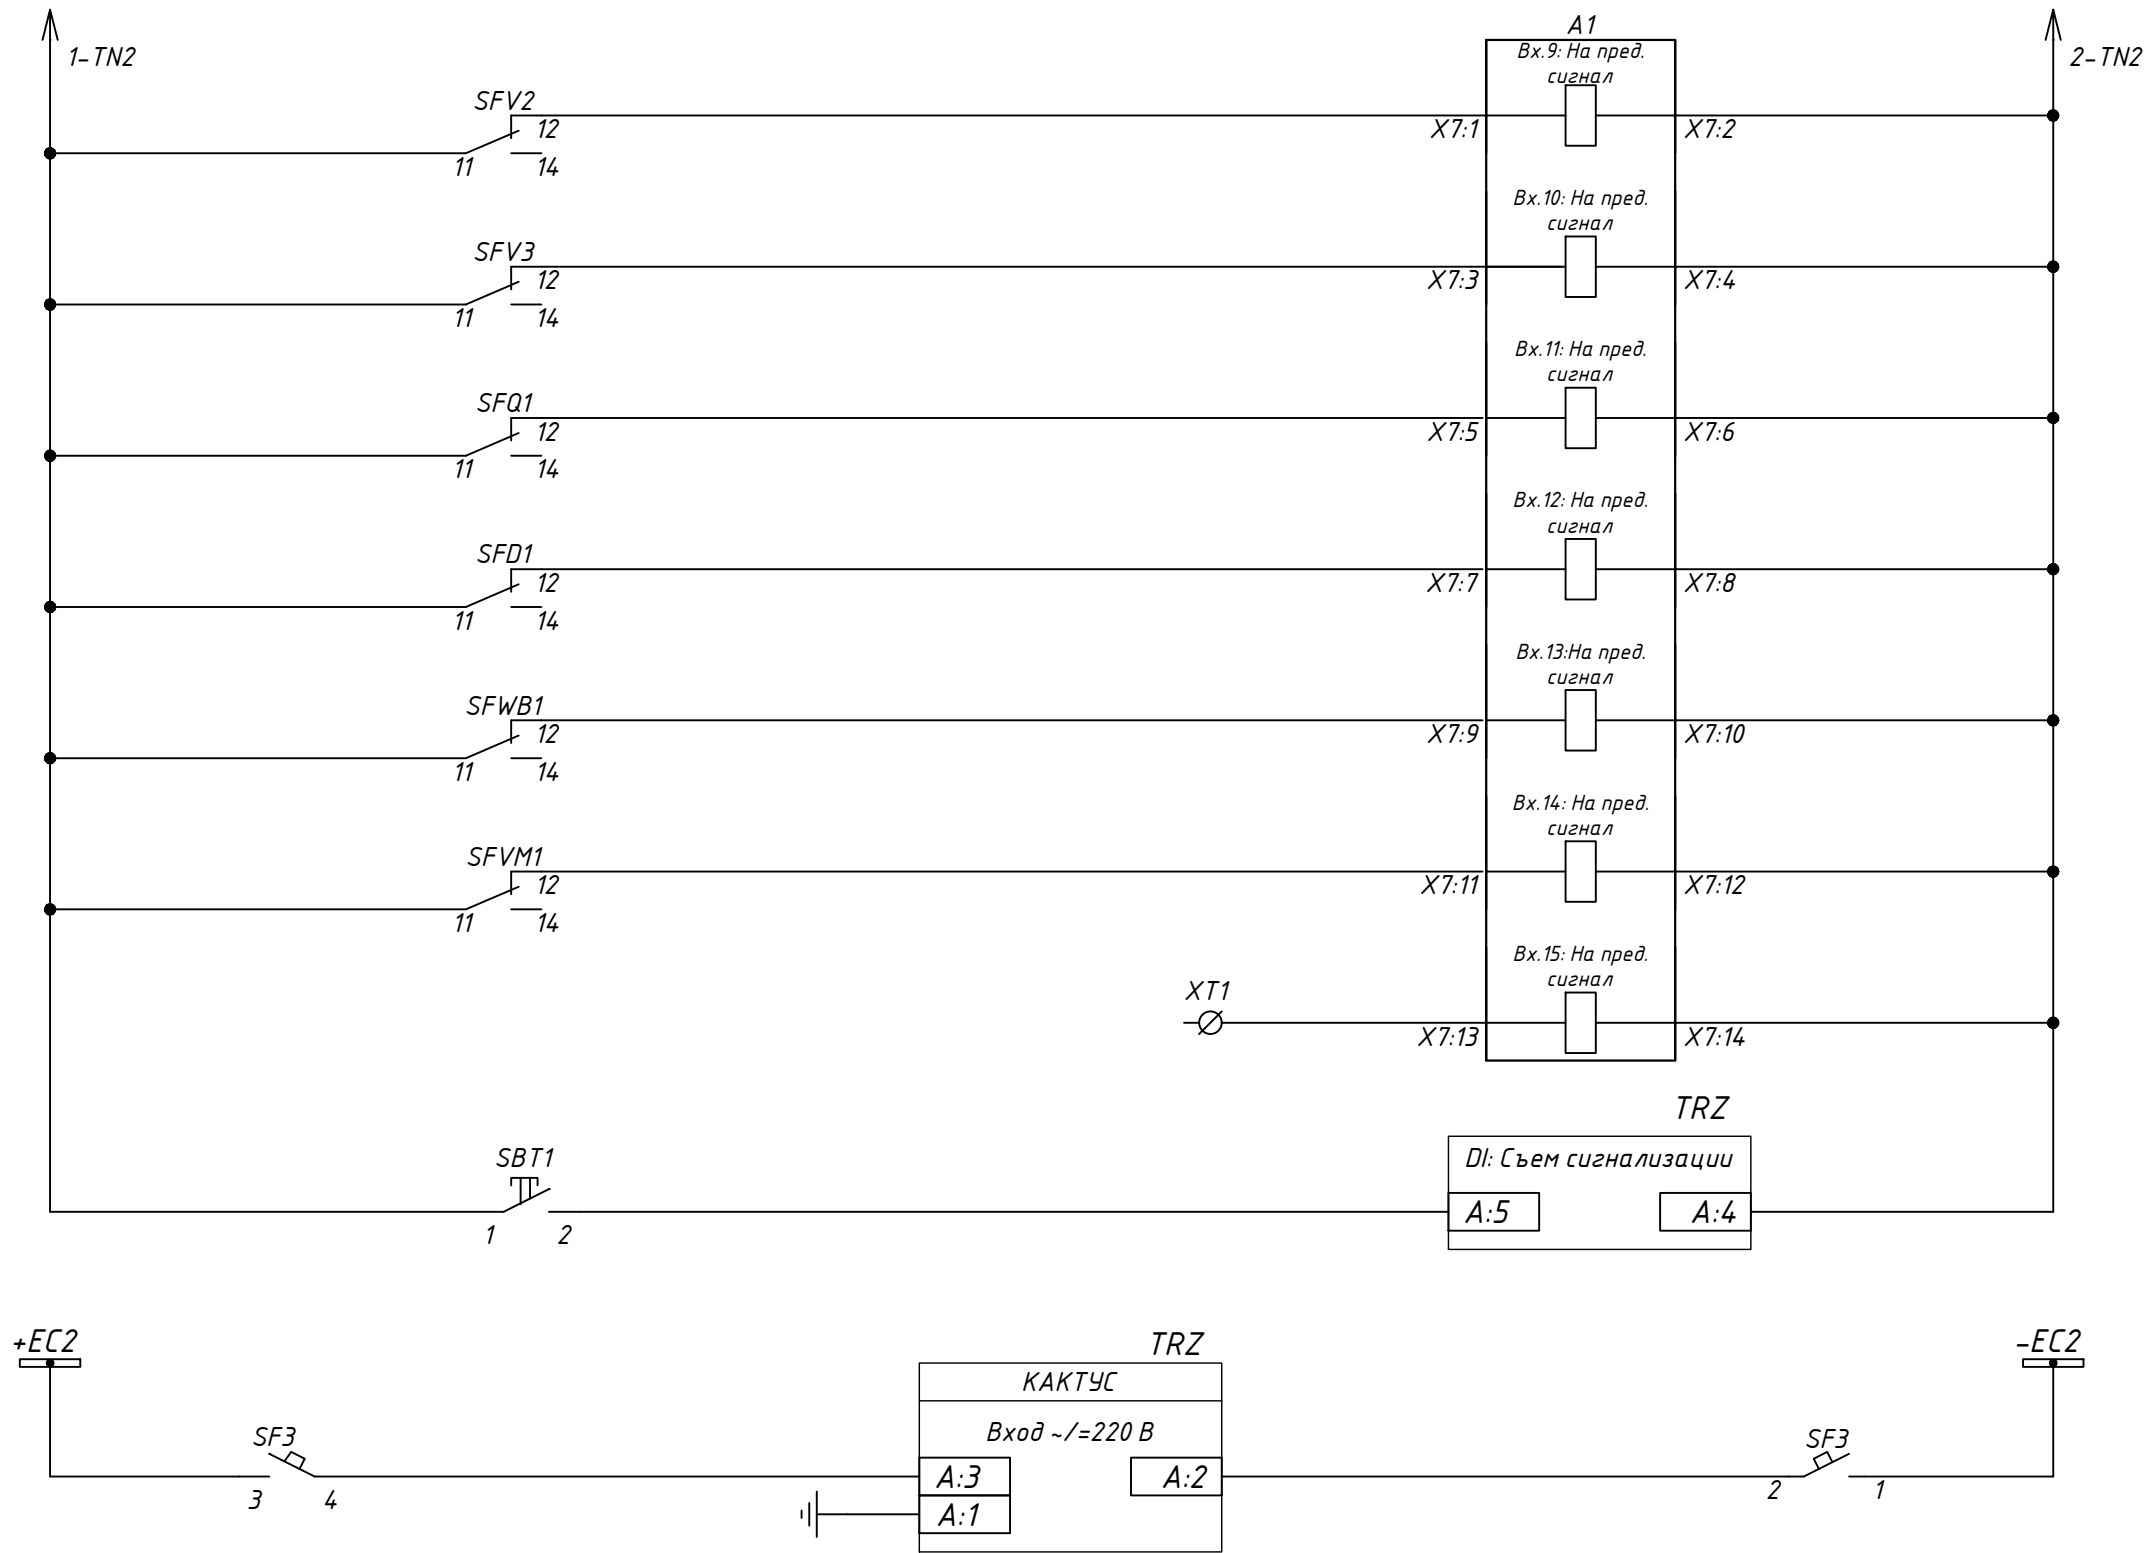 1-TN2
A1
2-TN2
Вх.9: На пред.
сигнал
SFV2
12
11
14
X7:1
X7:2
Вх.10: На пред.
сигнал
SFV3
12
11
14
X7:3
X7:4
Вх.11: На пред.
сигнал
SFQ1
12
11
14
X7:5
X7:6
Вх.12: На пред.
сигнал
SFD1
12
11
14
X7:7
X7:8
Вх.13:На пред.
сигнал
SFWB1
12
11
14
X7:9
X7:10
Вх.14: На пред.
сигнал
SFVM1
12
11
14
X7:11
X7:12
Вх.15: На пред.
сигнал
XT1
X7:13
X7:14
TRZ
SBT1
DI: Съем сигнализации
1
2
A:5
A:4
+EC2
TRZ
-EC2
КАКТУС
SF3
Вход ~/=220 В
SF3
3
4
A:3
A:2
2
1
A:1